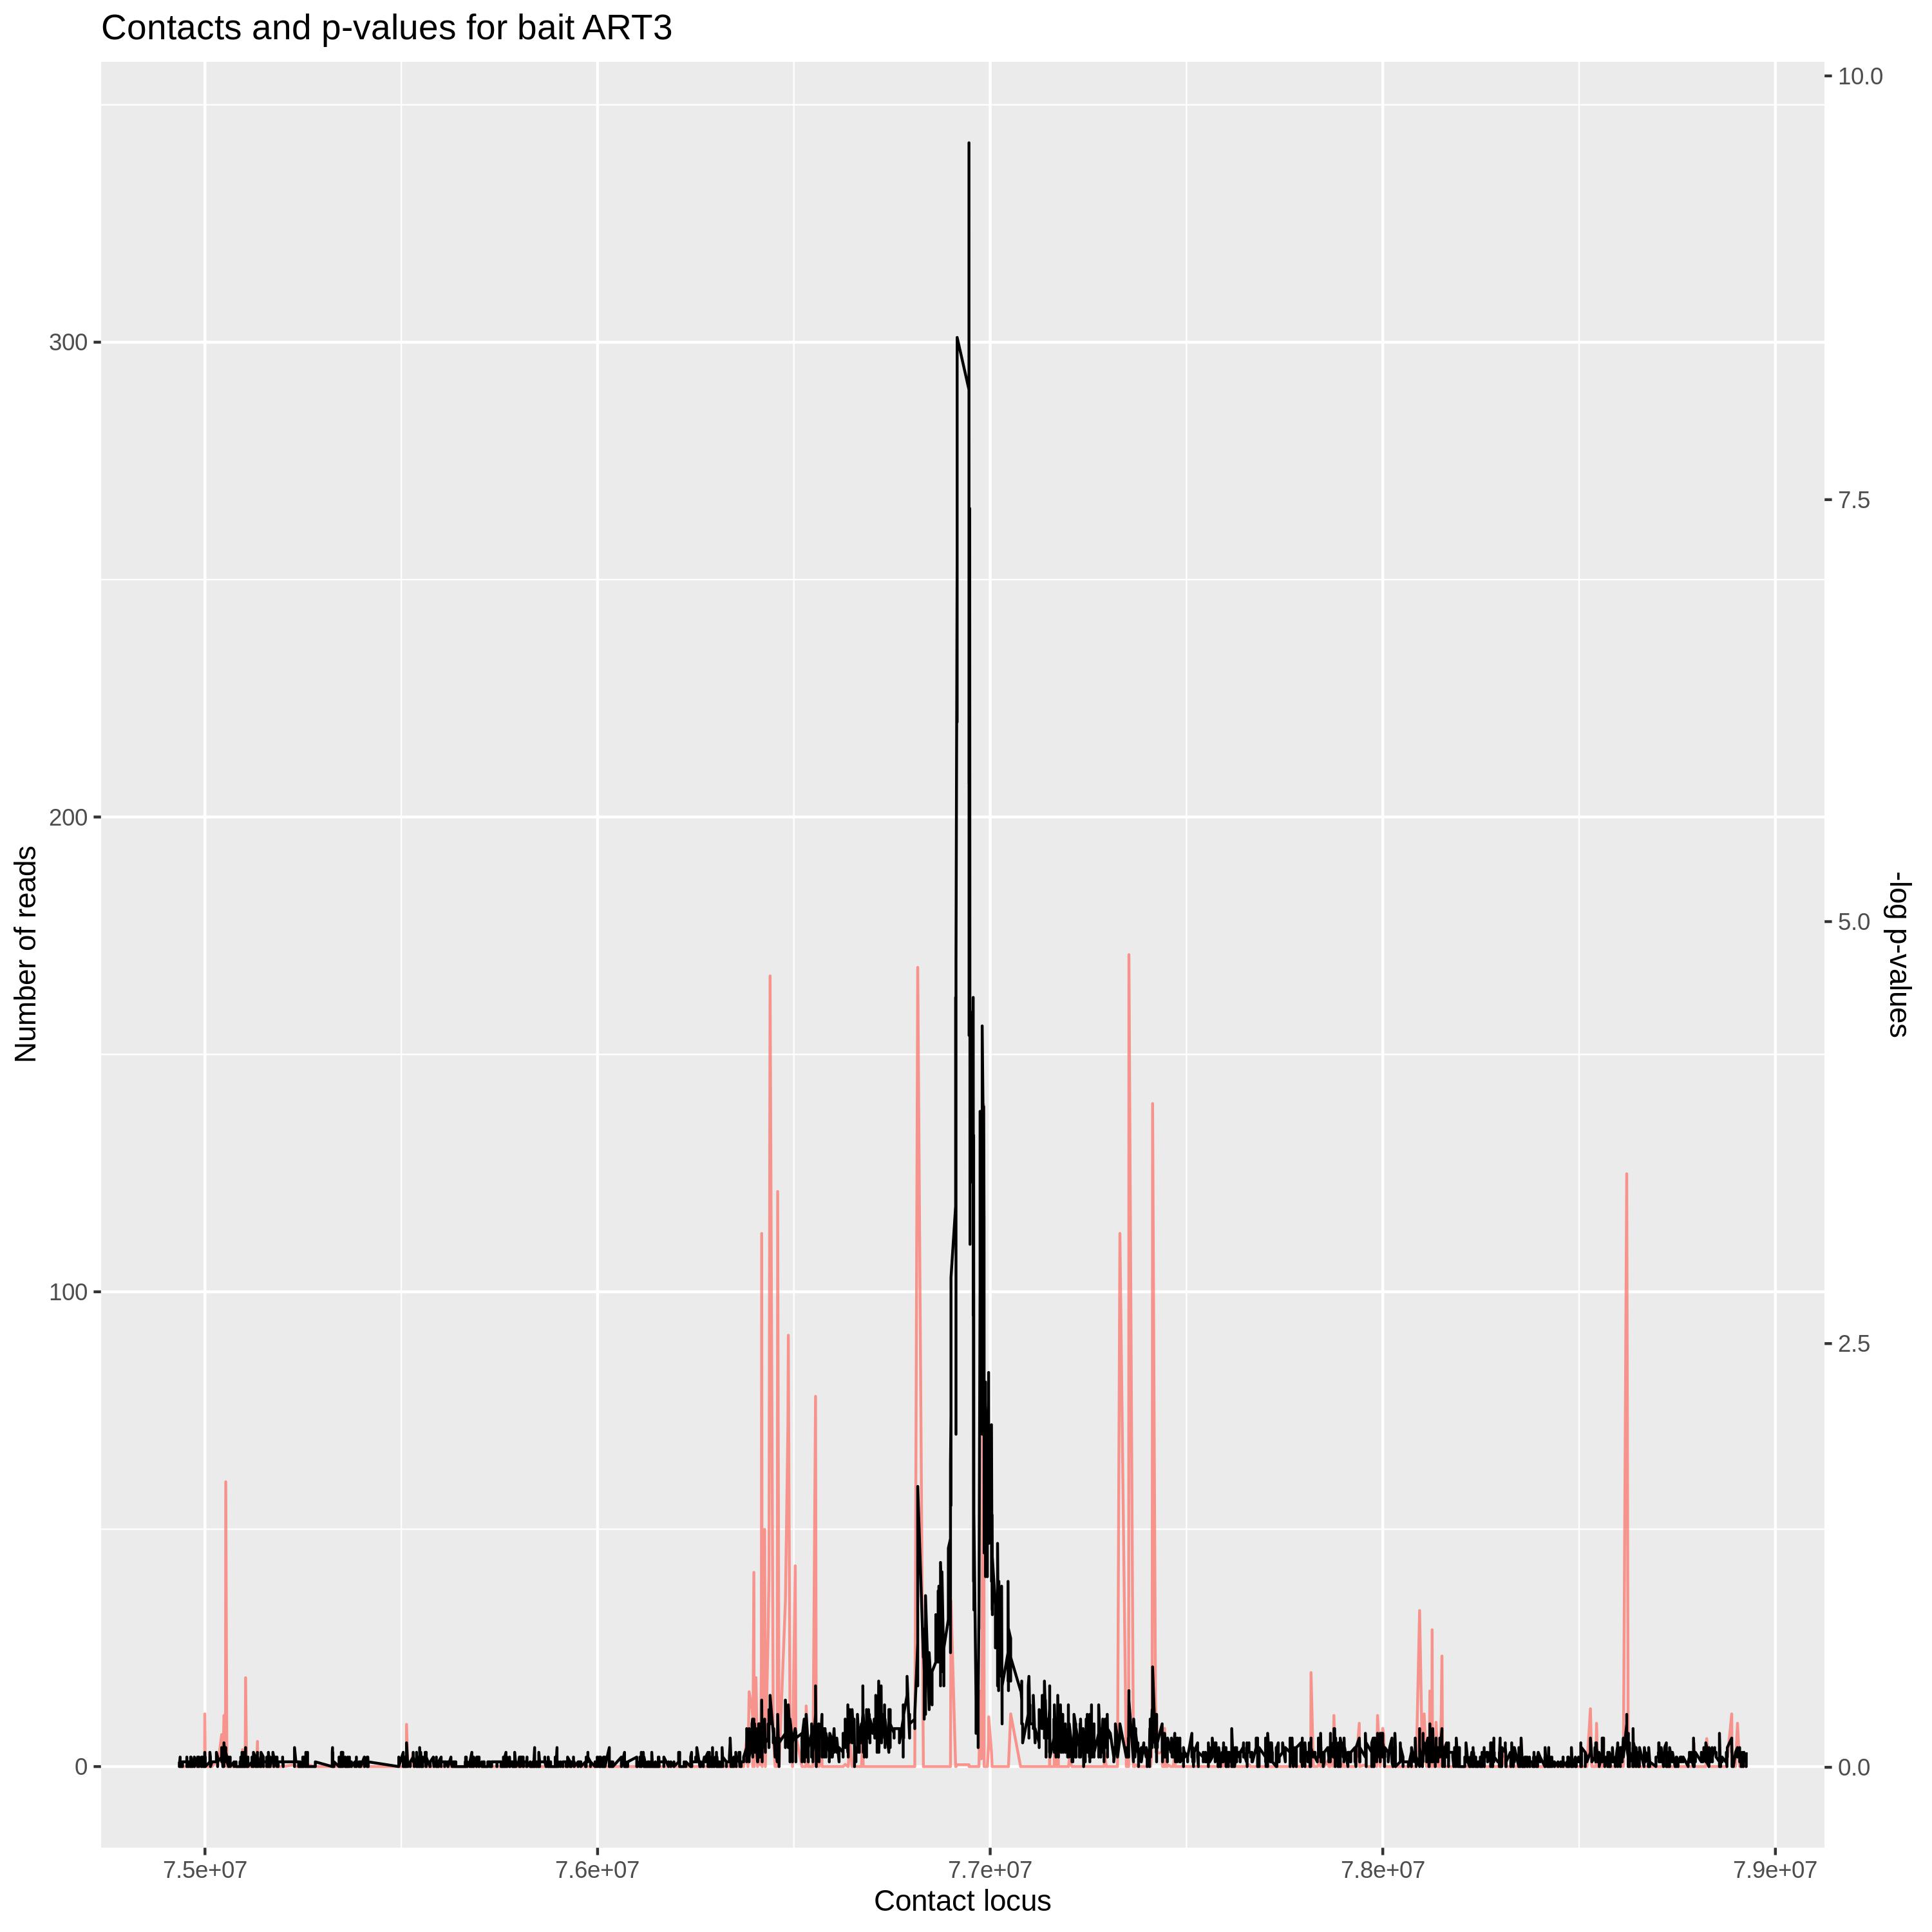 Contacts and p-values for bait ART3
10.0
300
7.5
200
5.0
Number of reads
-log p-values
100
2.5
0
0.0
7.5e+07 7.6e+07 7.7e+07 7.8e+07 7.9e+07
Contact locus